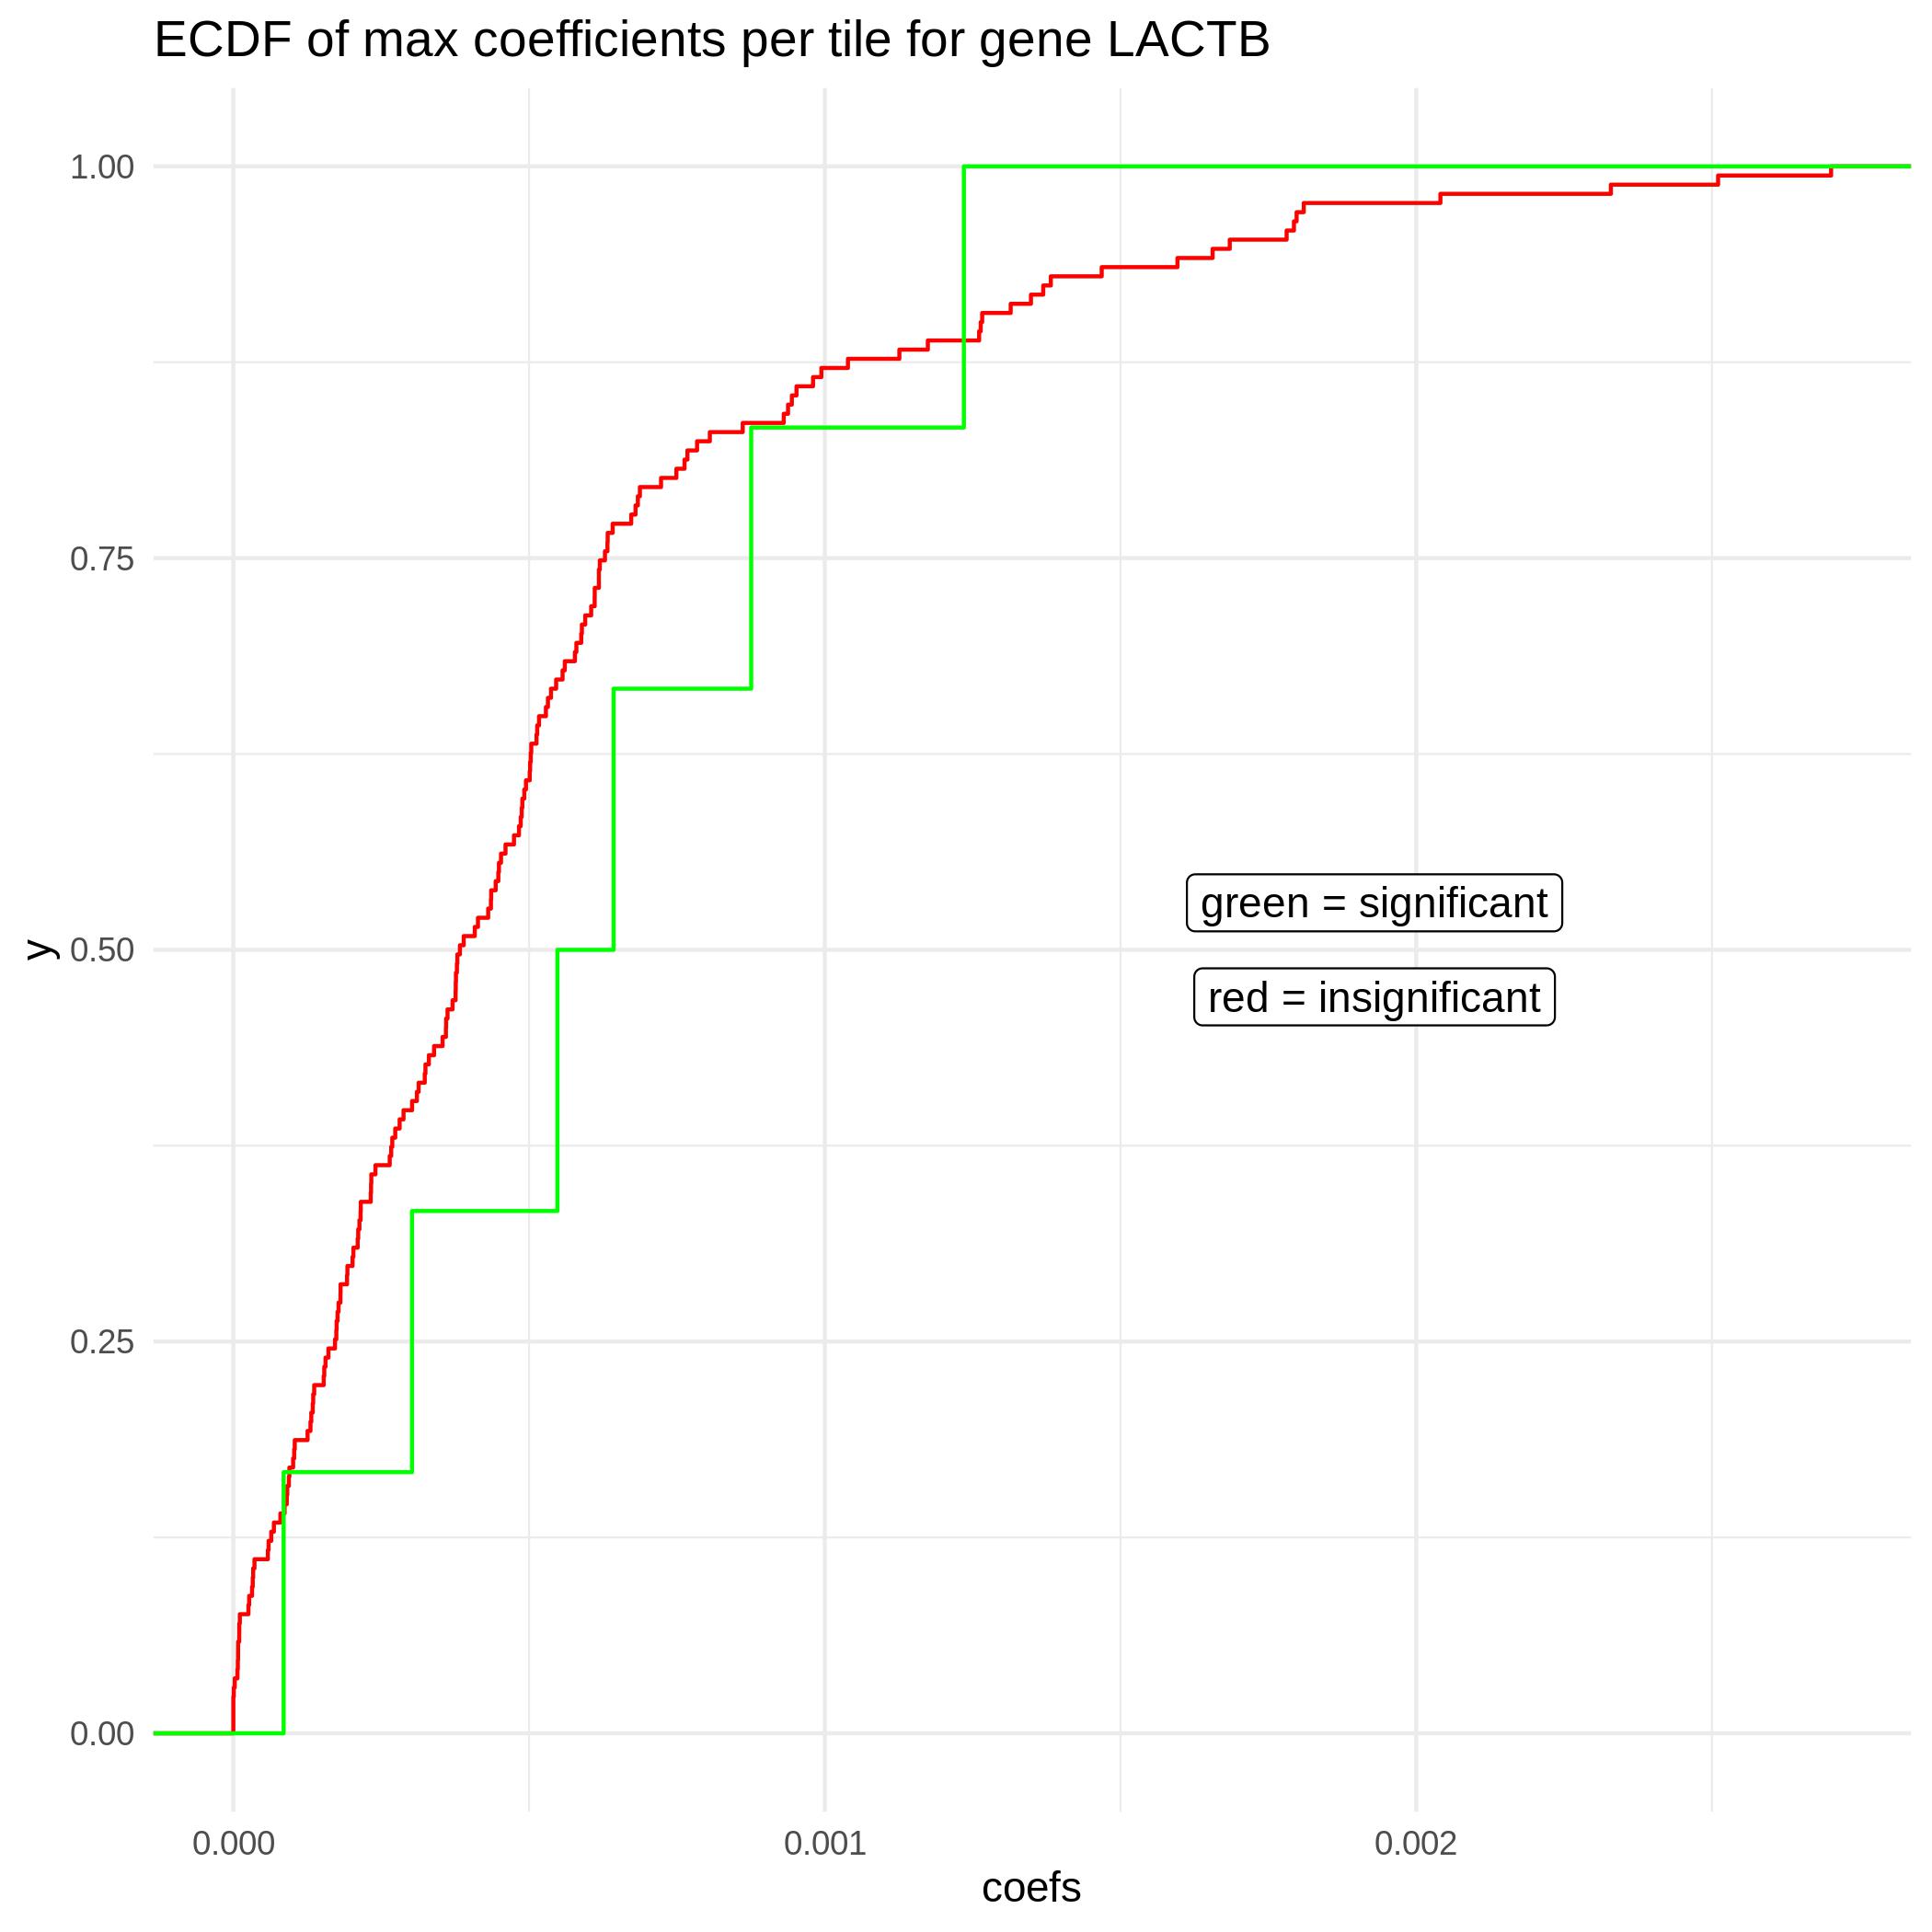 ECDF of max coefficients per tile for gene LACTB
1.00
0.75
0.50
0.25
0.00
y
green = significant
red = insignificant
0.000 0.001 0.002
coefs